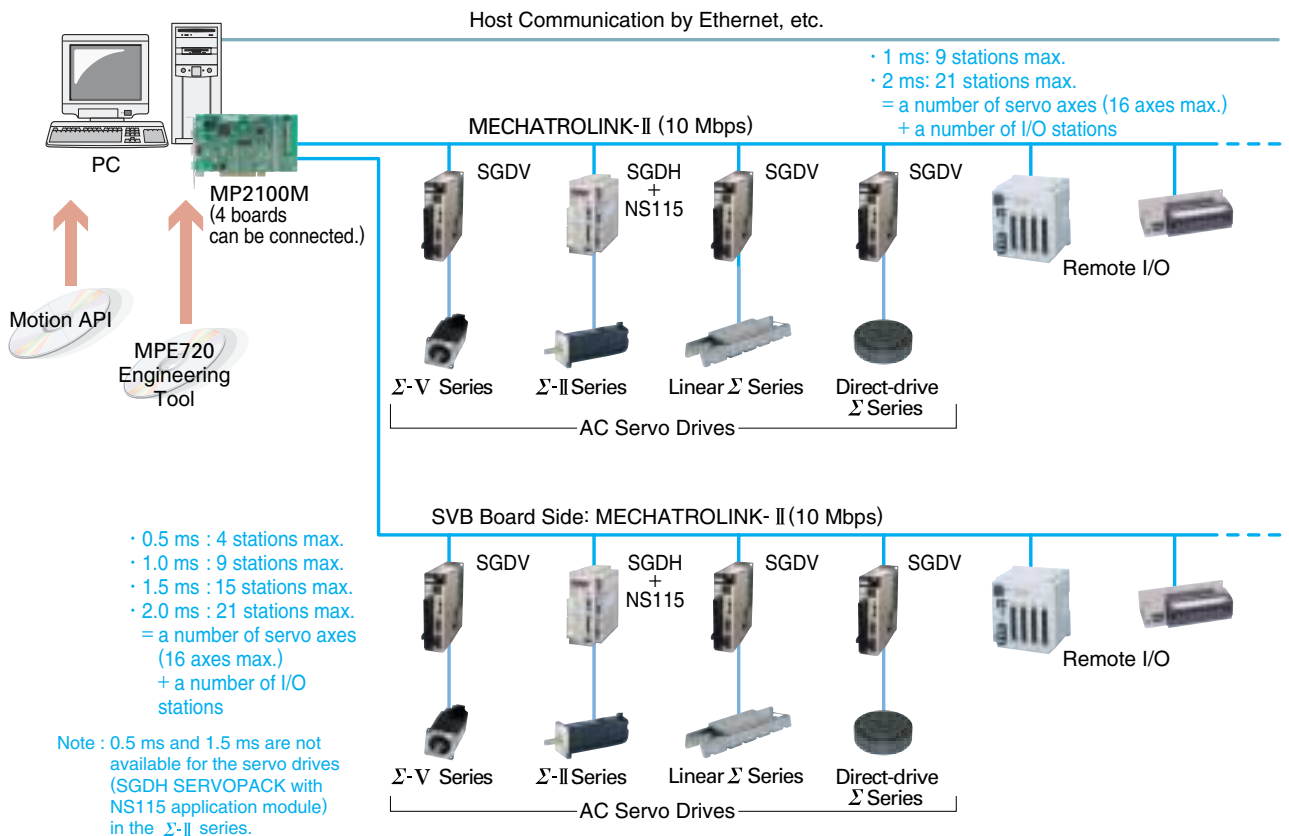 Host Communication by Ethernet, etc.
・1 ms: 9 stations max.
・2 ms: 21 stations max.
= a number of servo axes (16 axes max.)
+ a number of I/O stations
MECHATROLINK-Ⅱ (10 Mbps)
PC
MP2100M
(4 boards
can be connected.)
SGDV
SGDH
+
NS115
SGDV
SGDV
Remote I/O
Motion API
MPE720
Engineering
Tool
Σ-V Series
Σ-Ⅱ Series
Linear Σ Series
Direct-drive
Σ Series
AC Servo Drives
SVB Board Side: MECHATROLINK-Ⅱ (10 Mbps)
・0.5 ms : 4 stations max.
・1.0 ms : 9 stations max.
・1.5 ms : 15 stations max.
・2.0 ms : 21 stations max.
= a number of servo axes
(16 axes max.)
+ a number of I/O
stations
Note : 0.5 ms and 1.5 ms are not
available for the servo drives
(SGDH SERVOPACK with
NS115 application module)
in the Σ-Ⅱ series.
SGDV
SGDH
+
NS115
SGDV
SGDV
Remote I/O
Σ-V Series
Σ-Ⅱ Series
Linear Σ Series
Direct-drive
Σ Series
AC Servo Drives